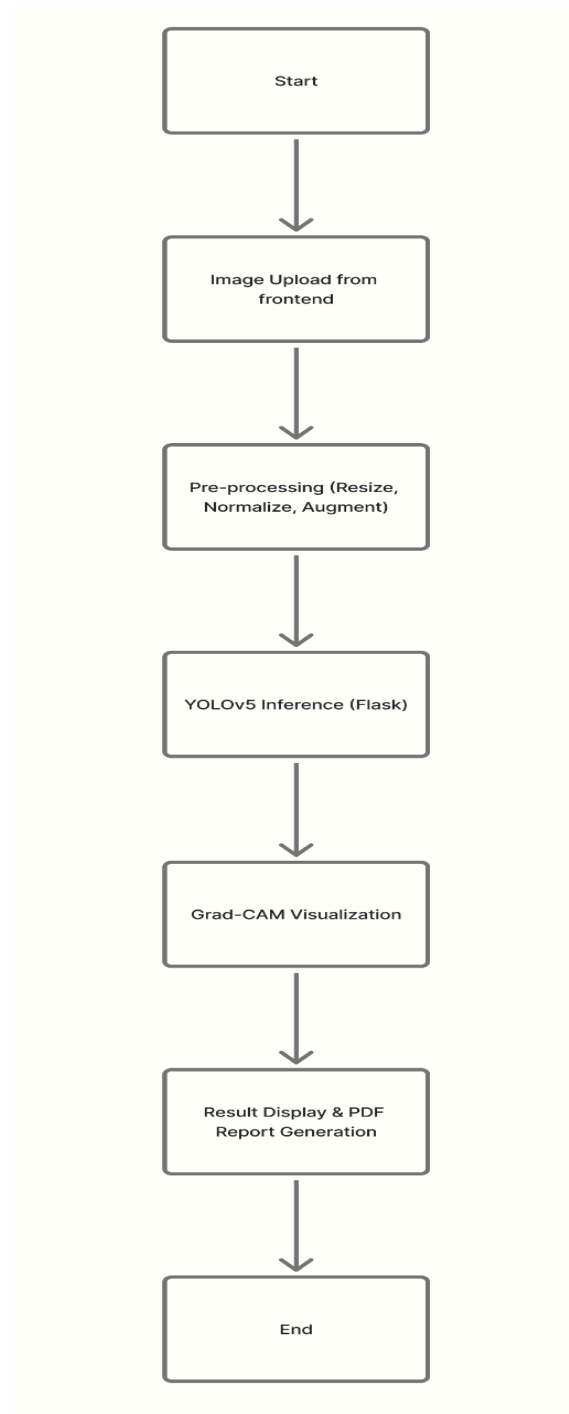 Start
Image Upload from
frontend
Pre-processing (Resize,
Normalize, Augment)
YOLOv5 Inference (Flask)
Grad-CAM Visualization
Result Display & PDF
Report Generation
End